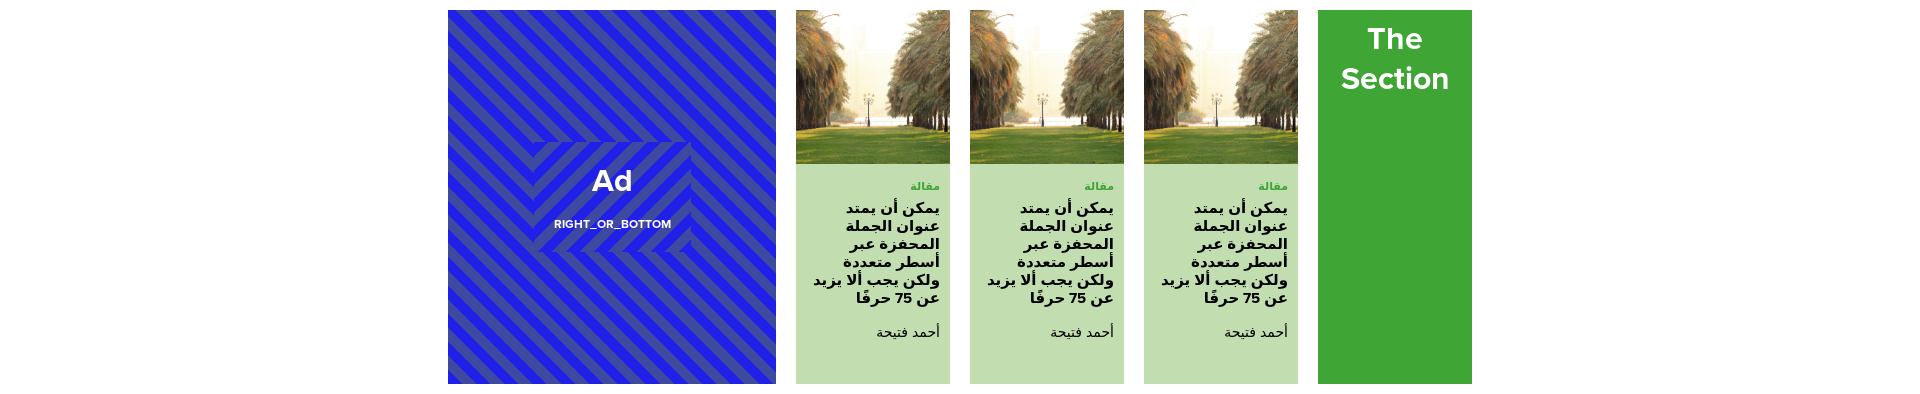 The
Section
مقالة
يمكن أن يمتد
عنوان الجملة
المحفزة عبر
أسطر متعددة
ولكن يجب ألا يزيد
عن 75 حرفًا
أحمد فتيحة
مقالة
يمكن أن يمتد
عنوان الجملة
المحفزة عبر
أسطر متعددة
ولكن يجب ألا يزيد
عن 75 حرفًا
أحمد فتيحة
مقالة
يمكن أن يمتد
عنوان الجملة
المحفزة عبر
أسطر متعددة
ولكن يجب ألا يزيد
عن 75 حرفًا
أحمد فتيحة
Ad
RIGHT_OR_BOTTOM